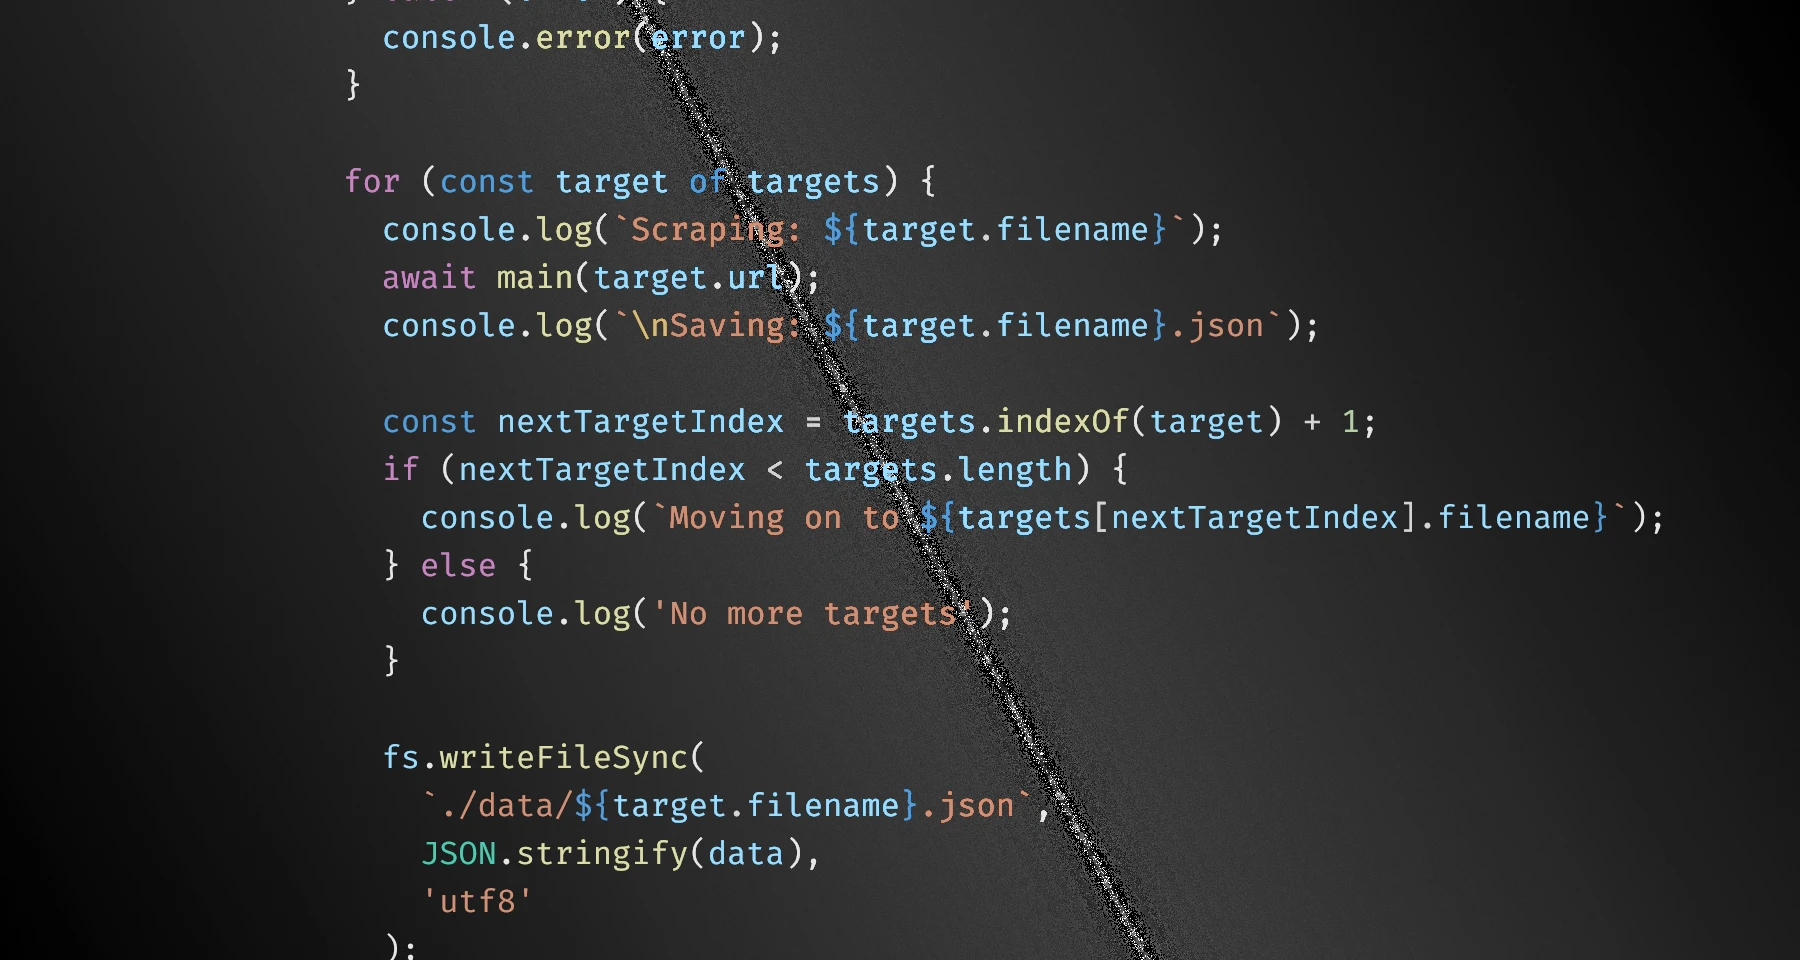 console.error(error);
}
for (const target of targets) {
console.log(`Scraping: ${target.filename}`);
await main(target.url);
console.log(`\nSaving: ${target.filename}.json`);
const nextTargetIndex = targets.indexOf(target) + 1;
if (nextTargetIndex < targets.length) {
console.log(`Moving on to ${targets[nextTargetIndex].filename}`);
} else {
console.log('No more targets');
}
fs.writeFileSync(
`./data/${target.filename}.json`,
JSON.stringify(data),
'utf8'
);